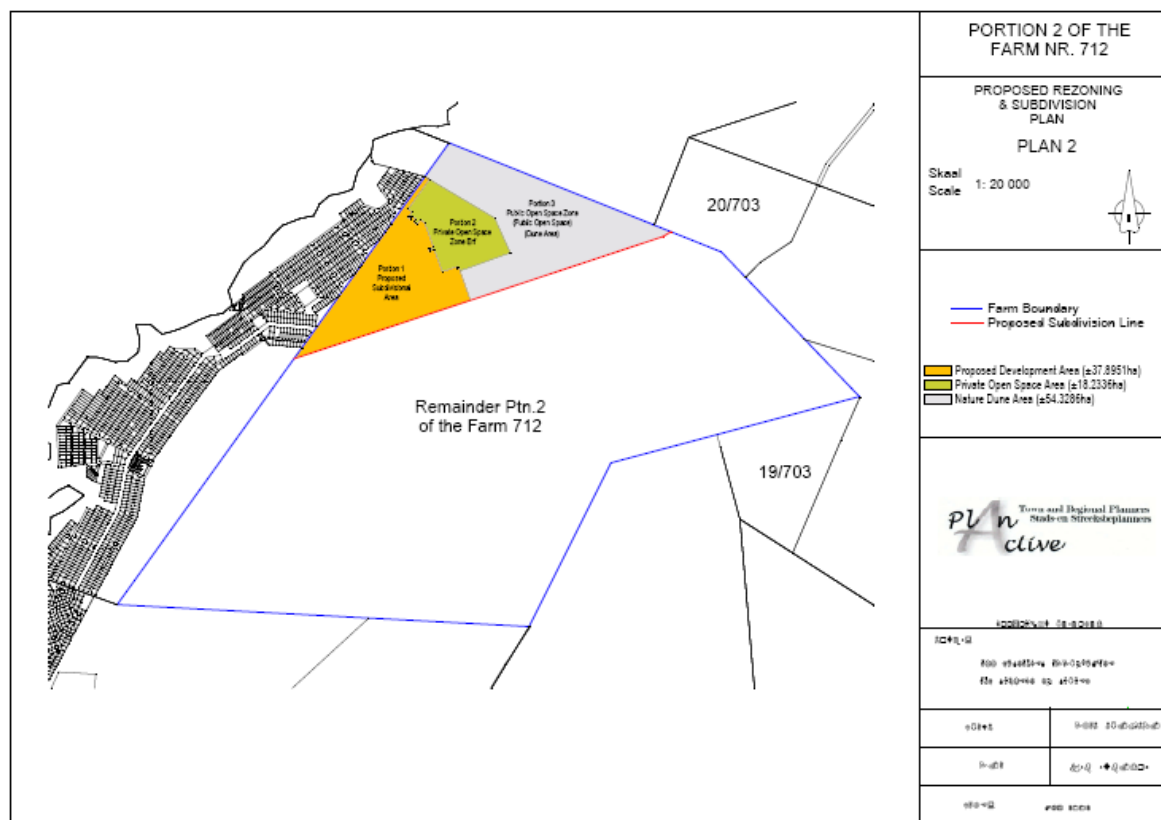 PORTION 2 OF THE
FARM NR. 712
PROPOSED REZONING
& SUBDIVISION
PLAN
PLAN 2
Skaal
Scale 1: 20 000
Farm Boundary
Proposed Subdivision Line
Proposed Development Area (±37.8951ha)
Private Open Space Area (±18.2336ha)
Nature Dune Area (±54.3286ha)
Plan Active
Town and Regional Planners
Stads-en Streeksbeplanners
20/703
Portion 3
Public Open Space Zone
(Public Open Space)
(Dune Area)
Portion 2
Private Open Space
Zone Erf
Portion 1
Proposed
Subdivisional
Area
Remainder Ptn.2
of the Farm 712
19/703